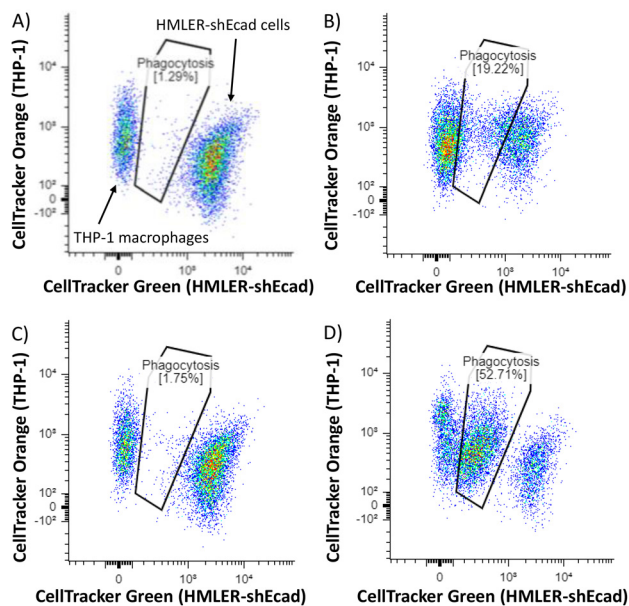 A)
HMLER-shEcad cells
Phagocytosis
[1.29%]
CellTracker Orange (THP-1)
10⁴
10³
10²
0
-10²
THP-1 macrophages
0
10³
10⁴
CellTracker Green (HMLER-shEcad)
B)
Phagocytosis
[19.22%]
CellTracker Orange (THP-1)
10⁴
10³
10²
0
-10²
0
10³
10⁴
CellTracker Green (HMLER-shEcad)
C)
Phagocytosis
[1.75%]
CellTracker Orange (THP-1)
10⁴
10³
10²
0
-10²
0
10³
10⁴
CellTracker Green (HMLER-shEcad)
D)
Phagocytosis
[52.71%]
CellTracker Orange (THP-1)
10⁴
10³
10²
0
-10²
0
10³
10⁴
CellTracker Green (HMLER-shEcad)